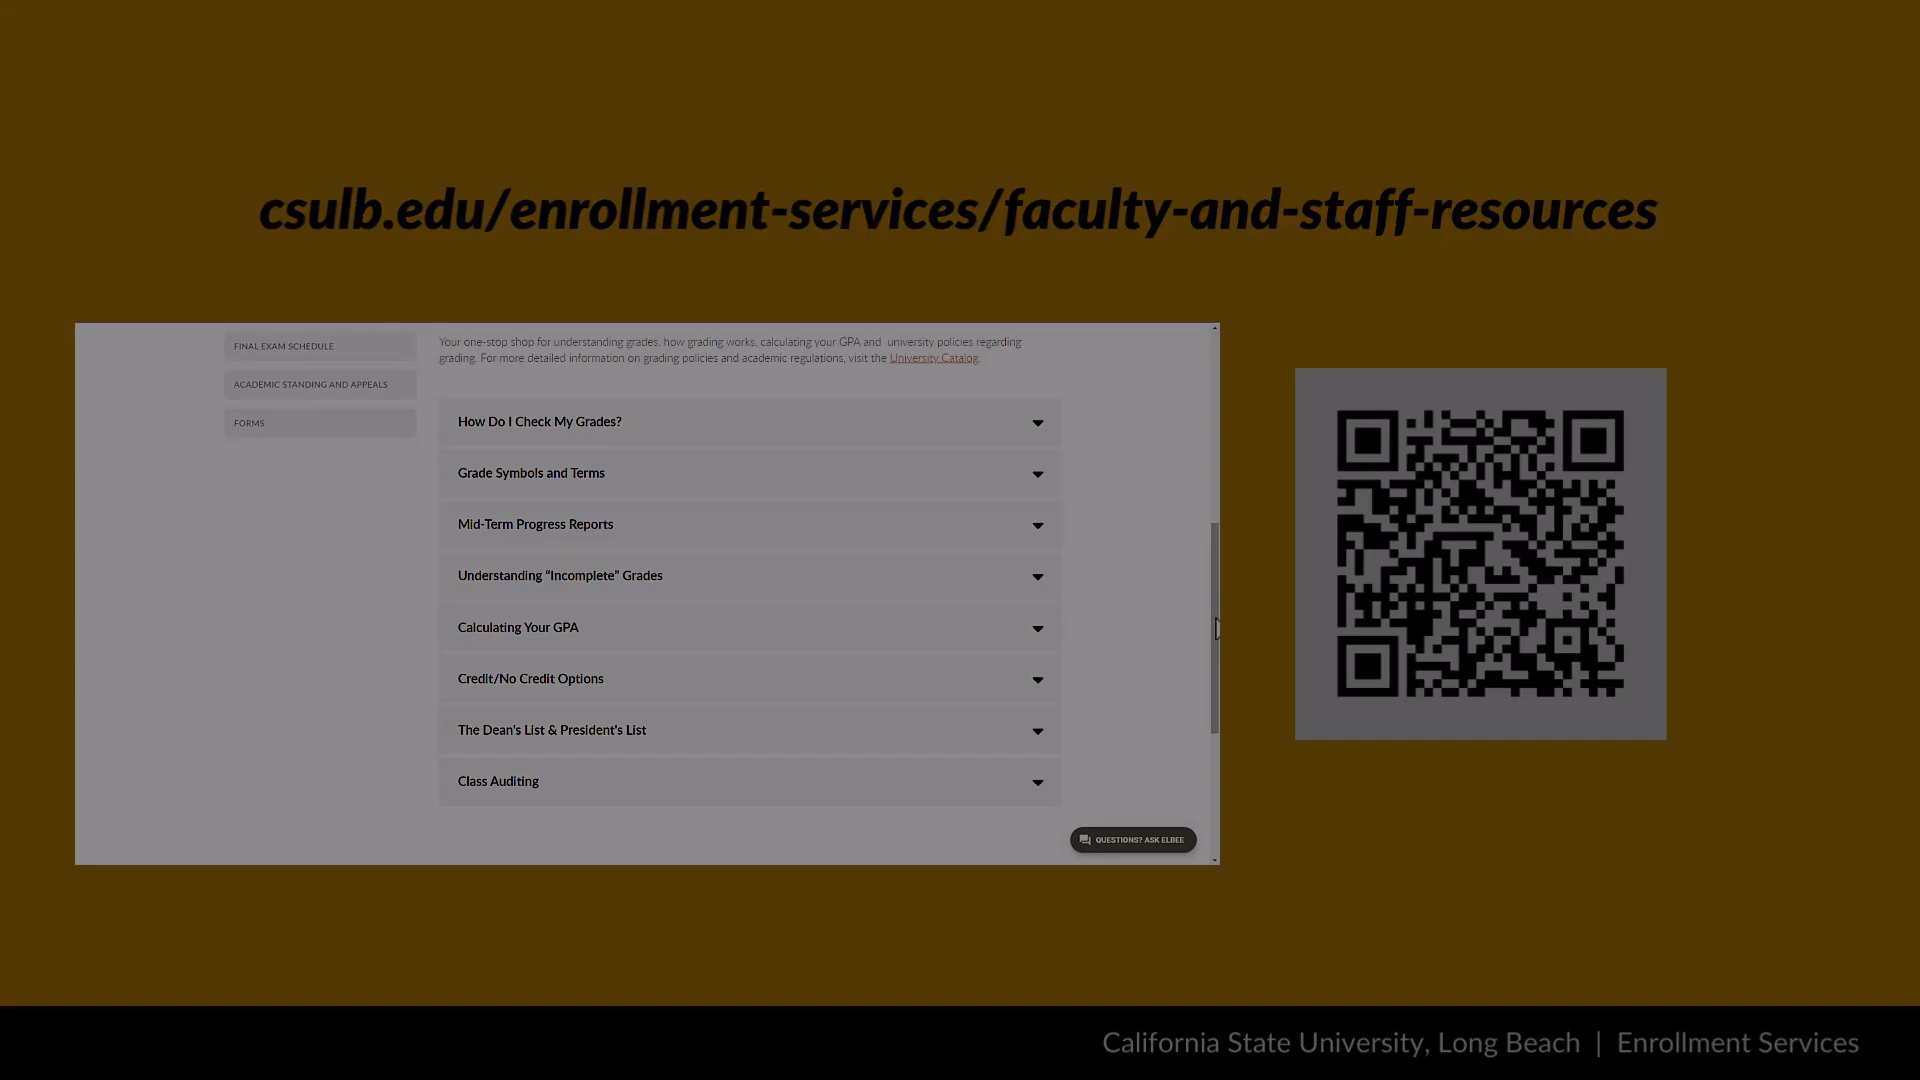 csulb.edu/enrollment-services/faculty-and-staff-resources
FINAL EXAM SCHEDULE
ACADEMIC STANDING AND APPEALS
FORMS
Your one-stop shop for understanding grades, how grading works, calculating your GPA and university policies regarding
grading. For more detailed information on grading policies and academic regulations, visit the University Catalog.
How Do I Check My Grades?
Grade Symbols and Terms
Mid-Term Progress Reports
Understanding “Incomplete” Grades
Calculating Your GPA
Credit/No Credit Options
The Dean's List & President's List
Class Auditing
QUESTIONS? ASK ELBEE
California State University, Long Beach | Enrollment Services